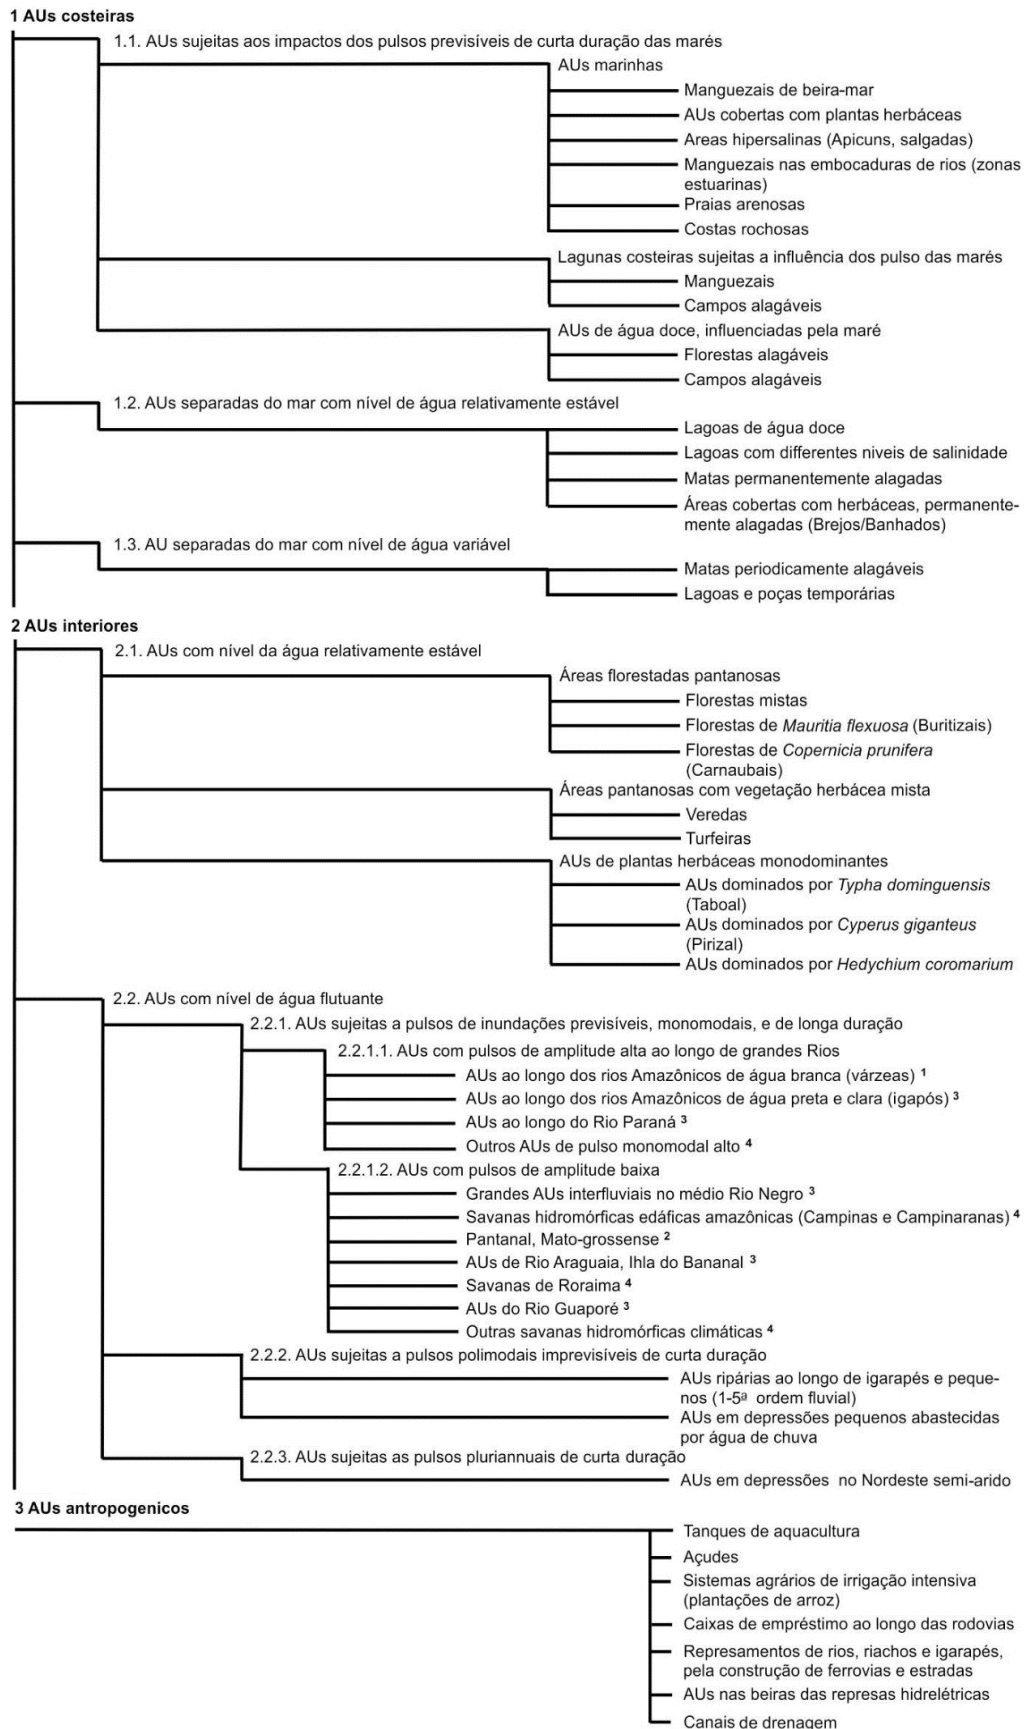 1 AUs costeiras
1.1. AUs sujeitas aos impactos dos pulsos previsíveis de curta duração das marés
AUs marinhas
Manguezais de beira-mar
AUs cobertas com plantas herbáceas
Areas hipersalinas (Apicuns, salgadas)
Manguezais nas embocaduras de rios (zonas
estuarinas)
Praias arenosas
Costas rochosas
Lagunas costeiras sujeitas a influência dos pulso das marés
Manguezais
Campos alagáveis
AUs de água doce, influenciadas pela maré
Florestas alagáveis
Campos alagáveis
1.2. AUs separadas do mar com nível de água relativamente estável
Lagoas de água doce
Lagoas com differentes niveis de salinidade
Matas permanentemente alagadas
Áreas cobertas com herbáceas, permanente-
mente alagadas (Brejos/Banhados)
1.3. AU separadas do mar com nível de água variável
Matas periodicamente alagáveis
Lagoas e poças temporárias
2 AUs interiores
2.1. AUs com nível da água relativamente estável
Áreas florestadas pantanosas
Florestas mistas
Florestas de Mauritia flexuosa (Buritizais)
Florestas de Copernicia prunifera
(Carnaubais)
Áreas pantanosas com vegetação herbácea mista
Veredas
Turfeiras
AUs de plantas herbáceas monodominantes
AUs dominados por Typha dominguensis
(Taboal)
AUs dominados por Cyperus giganteus
(Pirizal)
AUs dominados por Hedychium coromarium
2.2. AUs com nível de água flutuante
2.2.1. AUs sujeitas a pulsos de inundações previsíveis, monomodais, e de longa duração
2.2.1.1. AUs com pulsos de amplitude alta ao longo de grandes Rios
AUs ao longo dos rios Amazônicos de água branca (várzeas) ¹
AUs ao longo dos rios Amazônicos de água preta e clara (igapós) ³
AUs ao longo do Rio Paraná ³
Outros AUs de pulso monomodal alto ⁴
2.2.1.2. AUs com pulsos de amplitude baixa
Grandes AUs interfluviais no médio Rio Negro ³
Savanas hidromórficas edáficas amazônicas (Campinas e Campinaranas) ⁴
Pantanal, Mato-grossense ²
AUs de Rio Araguaia, Ihla do Bananal ³
Savanas de Roraima ⁴
AUs do Rio Guaporé ³
Outras savanas hidromórficas climáticas ⁴
2.2.2. AUs sujeitas a pulsos polimodais imprevisíveis de curta duração
AUs ripárias ao longo de igarapés e peque-
nos (1-5ª ordem fluvial)
AUs em depressões pequenos abastecidas
por água de chuva
2.2.3. AUs sujeitas as pulsos pluriannuais de curta duração
AUs em depressões no Nordeste semi-arido
3 AUs antropogenicos
Tanques de aquacultura
Açudes
Sistemas agrários de irrigação intensiva
(plantações de arroz)
Caixas de empréstimo ao longo das rodovias
Represamentos de rios, riachos e igarapés,
pela construção de ferrovias e estradas
AUs nas beiras das represas hidrelétricas
Canais de drenagem